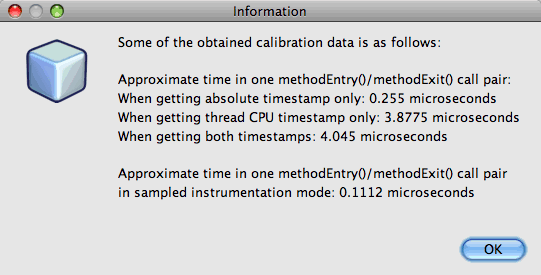 Information
Some of the obtained calibration data is as follows:
Approximate time in one methodEntry()/methodExit() call pair:
When getting absolute timestamp only: 0.255 microseconds
When getting thread CPU timestamp only: 3.8775 microseconds
When getting both timestamps: 4.045 microseconds
Approximate time in one methodEntry()/methodExit() call pair
in sampled instrumentation mode: 0.1112 microseconds
OK